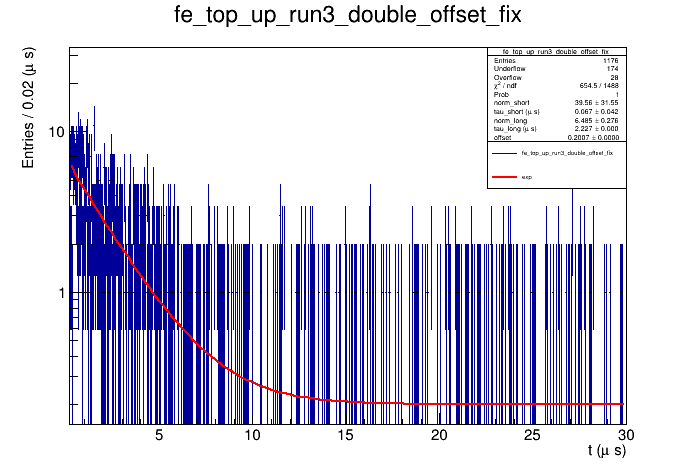 fe_top_up_run3_double_offset_fix
Entries / 0.02 (μ s)
fe_top_up_run3_double_offset_fix
Entries 1176
Underflow 174
Overflow 28
χ² / ndf 654.5 / 1488
Prob 1
norm_short 39.56 ± 31.55
tau_short (μ s) 0.067 ± 0.042
norm_long 6.485 ± 0.276
tau_long (μ s) 2.227 ± 0.000
offset 0.2007 ± 0.0000
fe_top_up_run3_double_offset_fix
exp
10
1
5 10 15 20 25 30
t (μ s)